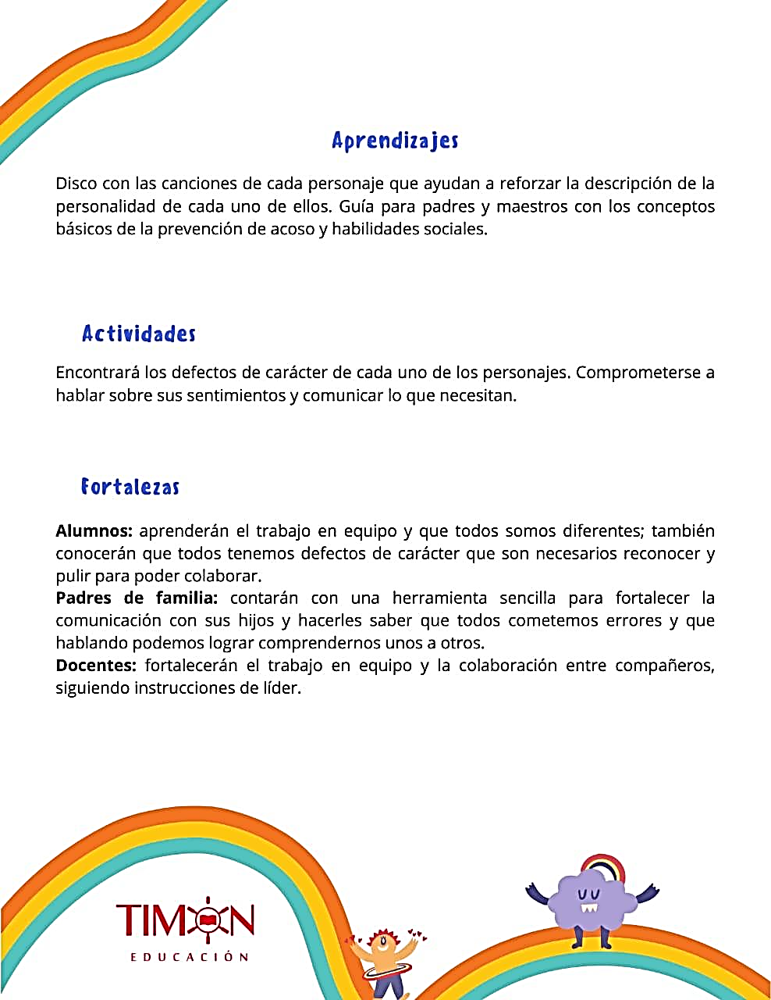 Aprendizajes
Disco con las canciones de cada personaje que ayudan a reforzar la descripción de la
personalidad de cada uno de ellos. Guía para padres y maestros con los conceptos
básicos de la prevención de acoso y habilidades sociales.
Actividades
Encontrará los defectos de carácter de cada uno de los personajes. Comprometerse a
hablar sobre sus sentimientos y comunicar lo que necesitan.
Fortalezas
Alumnos: aprenderán el trabajo en equipo y que todos somos diferentes; también
conocerán que todos tenemos defectos de carácter que son necesarios reconocer y
pulir para poder colaborar.
Padres de familia: contarán con una herramienta sencilla para fortalecer la
comunicación con sus hijos y hacerles saber que todos cometemos errores y que
hablando podemos lograr comprendernos unos a otros.
Docentes: fortalecerán el trabajo en equipo y la colaboración entre compañeros,
siguiendo instrucciones de líder.
TIMON
EDUCACIÓN